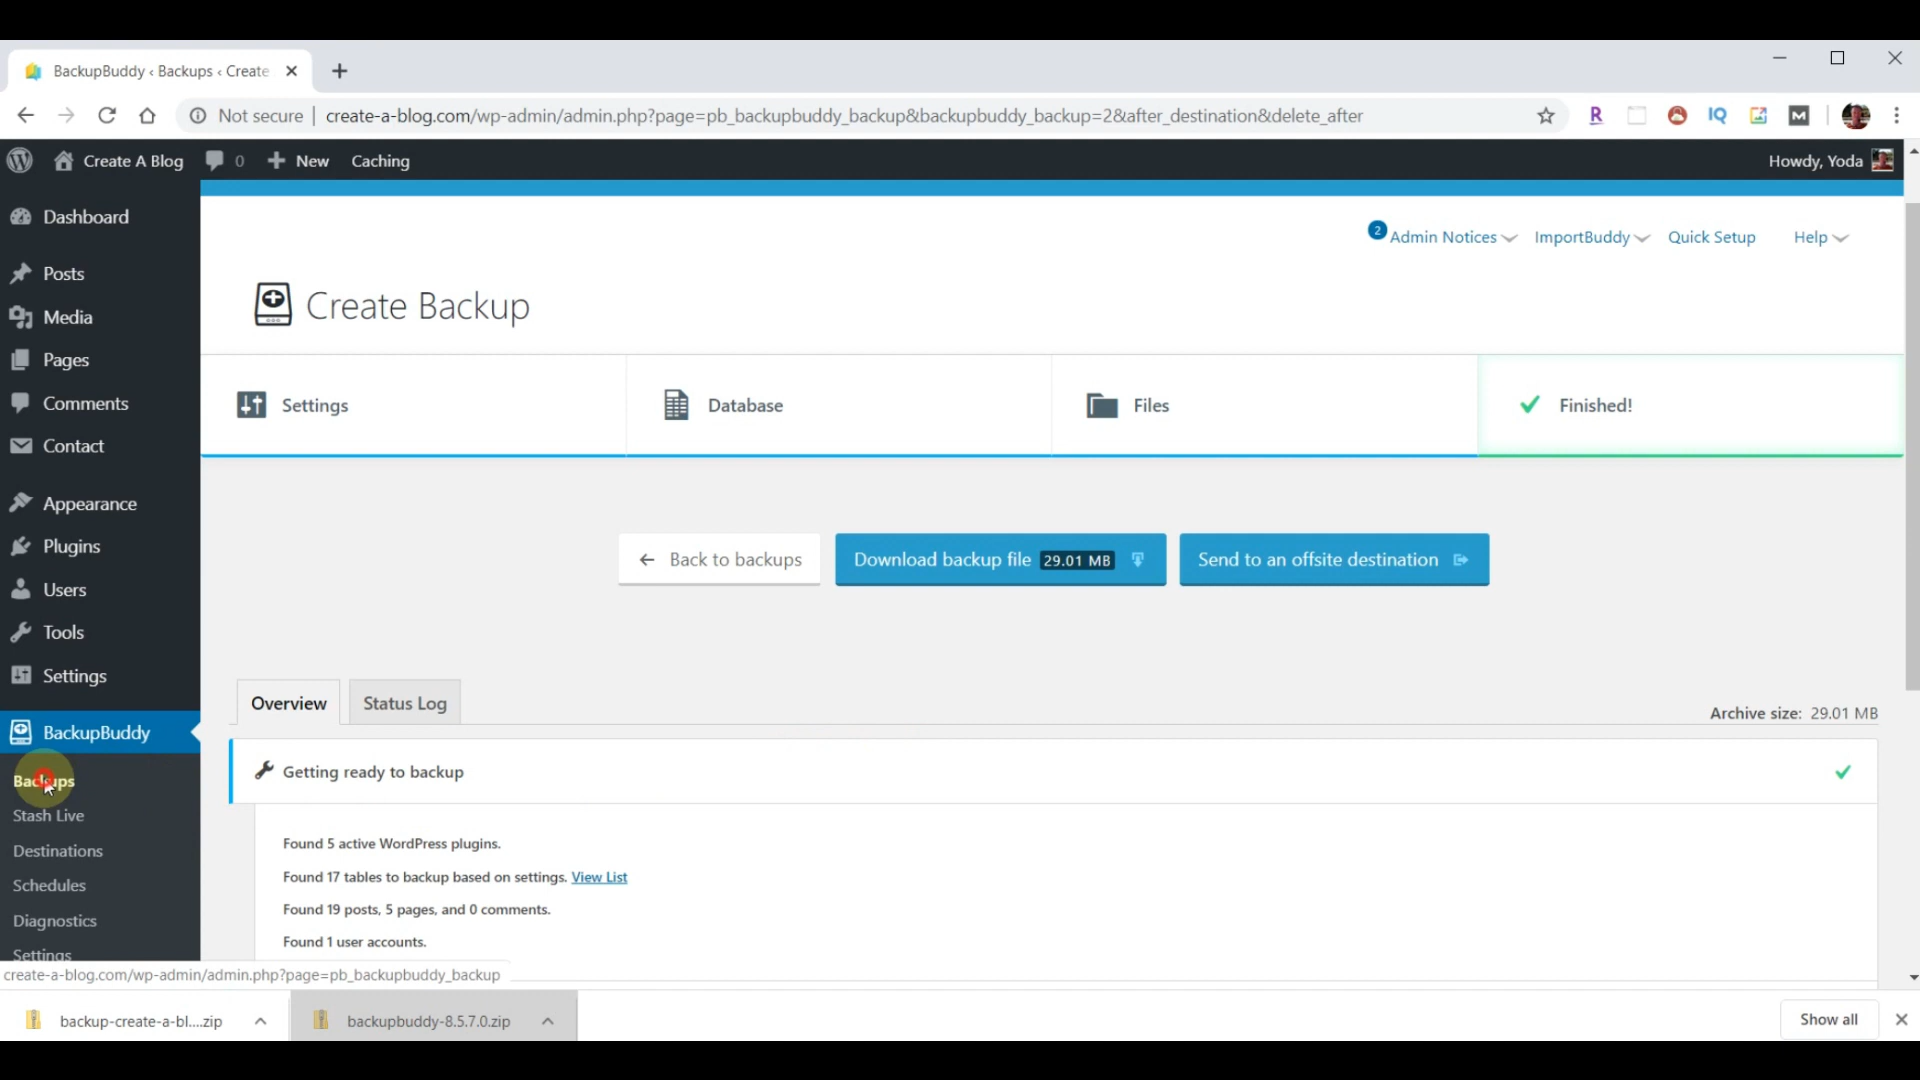 BackupBuddy ‹ Backups ‹ Create
Not secure | create-a-blog.com/wp-admin/admin.php?page=pb_backupbuddy_backup&backupbuddy_backup=2&after_destination&delete_after
R
IQ
M
Create A Blog 0 New Caching Howdy, Yoda
Dashboard
Posts
Media
Pages
Comments
Contact
Appearance
Plugins
Users
Tools
Settings
BackupBuddy
Backups
Stash Live
Destinations
Schedules
Diagnostics
Settings
2 Admin Notices ImportBuddy Quick Setup Help
Create Backup
Settings Database Files Finished!
Back to backups Download backup file 29.01 MB Send to an offsite destination
Overview Status Log
Archive size: 29.01 MB
Getting ready to backup
Found 5 active WordPress plugins.
Found 17 tables to backup based on settings. View List
Found 19 posts, 5 pages, and 0 comments.
Found 1 user accounts.
create-a-blog.com/wp-admin/admin.php?page=pb_backupbuddy_backup
backup-create-a-bl....zip backupbuddy-8.5.7.0.zip Show all